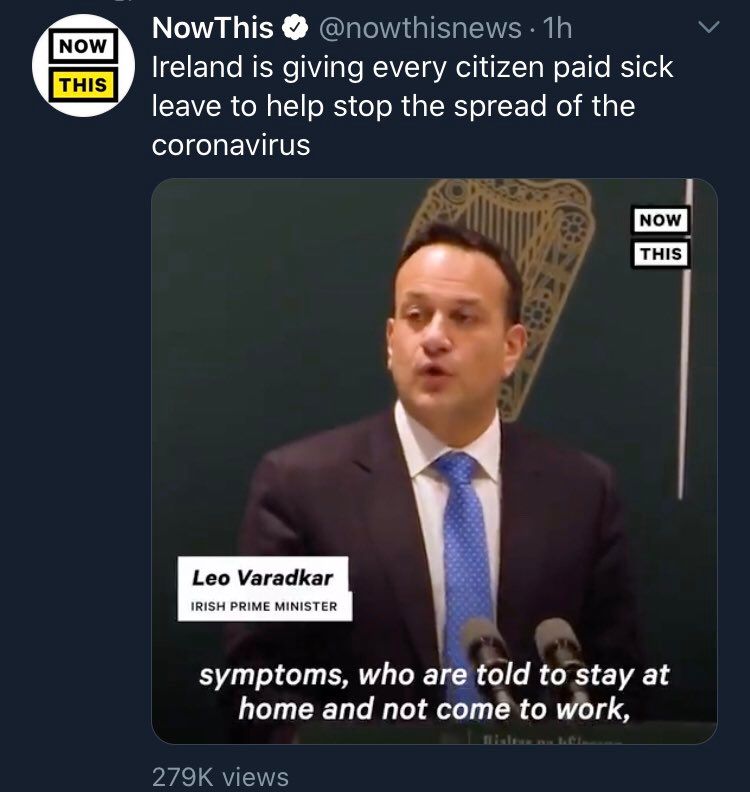 NOW
THIS
NowThis @nowthisnews · 1h
Ireland is giving every citizen paid sick
leave to help stop the spread of the
coronavirus
NOW
THIS
Leo Varadkar
IRISH PRIME MINISTER
symptoms, who are told to stay at
home and not come to work,
279K views